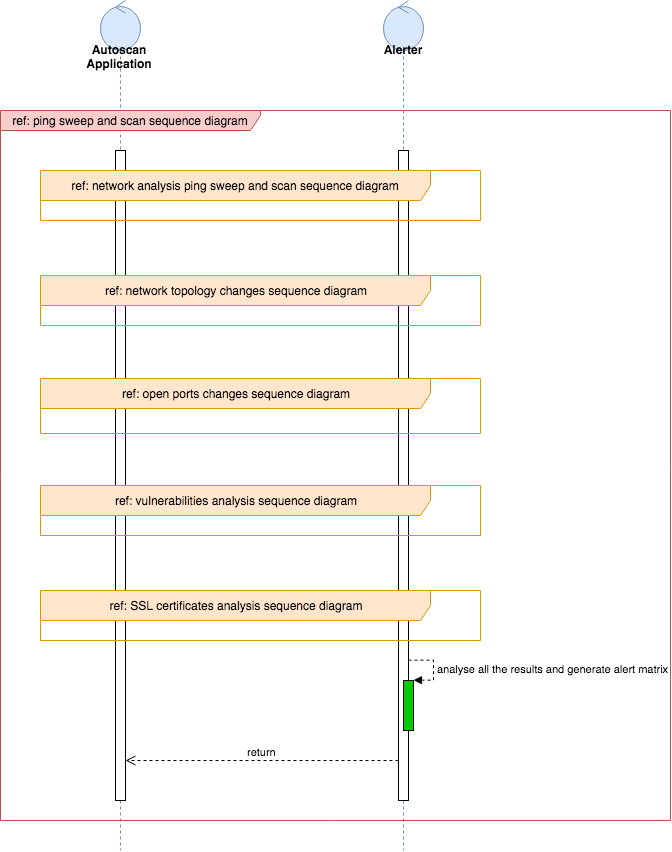 Autoscan
Application
Alerter
ref: ping sweep and scan sequence diagram
ref: network analysis ping sweep and scan sequence diagram
ref: network topology changes sequence diagram
ref: open ports changes sequence diagram
ref: vulnerabilities analysis sequence diagram
ref: SSL certificates analysis sequence diagram
analyse all the results and generate alert matrix
return